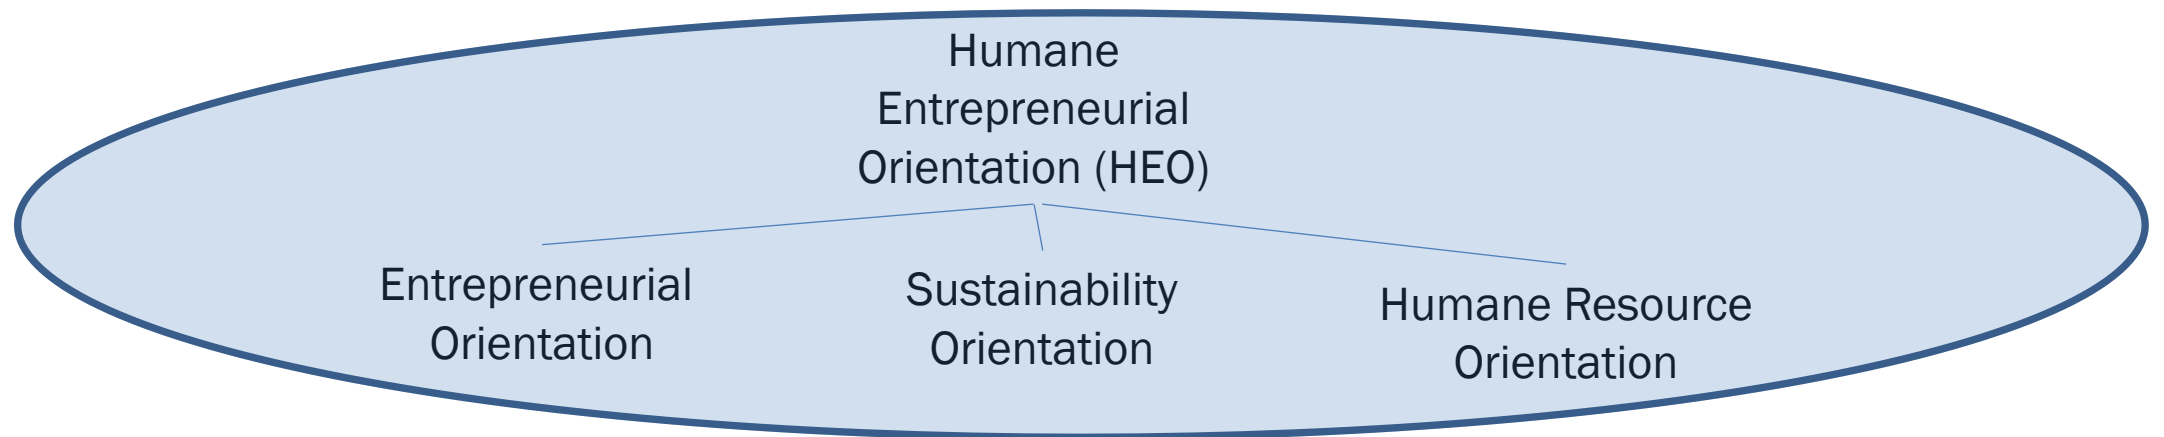 Humane
Entrepreneurial
Orientation (HEO)
Entrepreneurial
Orientation
Sustainability
Orientation
Humane Resource
Orientation